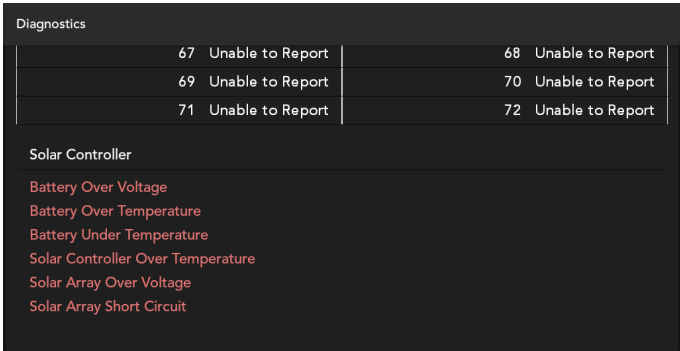 Diagnostics
67 Unable to Report 68 Unable to Report
69 Unable to Report 70 Unable to Report
71 Unable to Report 72 Unable to Report
Solar Controller
Battery Over Voltage
Battery Over Temperature
Battery Under Temperature
Solar Controller Over Temperature
Solar Array Over Voltage
Solar Array Short Circuit